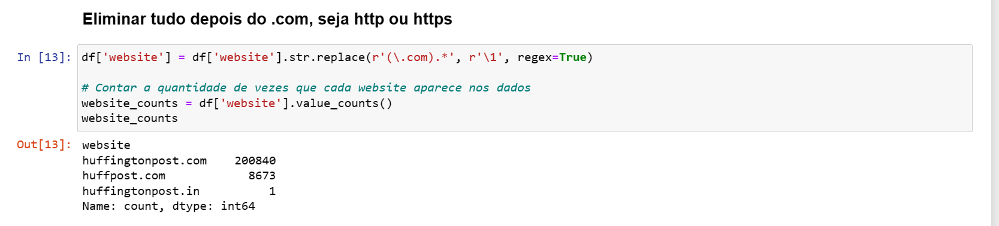 Eliminar tudo depois do .com, seja http ou https
In [13]: df['website'] = df['website'].str.replace(r'(\.com).*', r'\1', regex=True)
# Contar a quantidade de vezes que cada website aparece nos dados
website_counts = df['website'].value_counts()
website_counts
Out[13]: website
huffingtonpost.com    200840
huffpost.com            8673
huffingtonpost.in          1
Name: count, dtype: int64